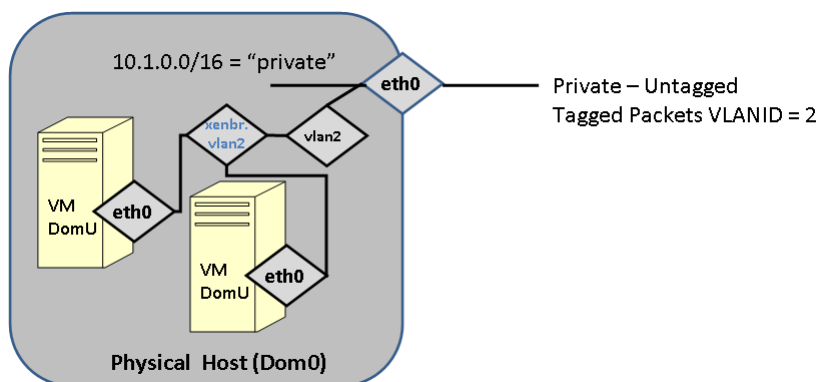 10.1.0.0/16 = “private”
eth0
Private – Untagged
Tagged Packets VLANID = 2
xenbr.
vlan2
vlan2
VM
DomU
eth0
VM
DomU
eth0
Physical Host (Dom0)